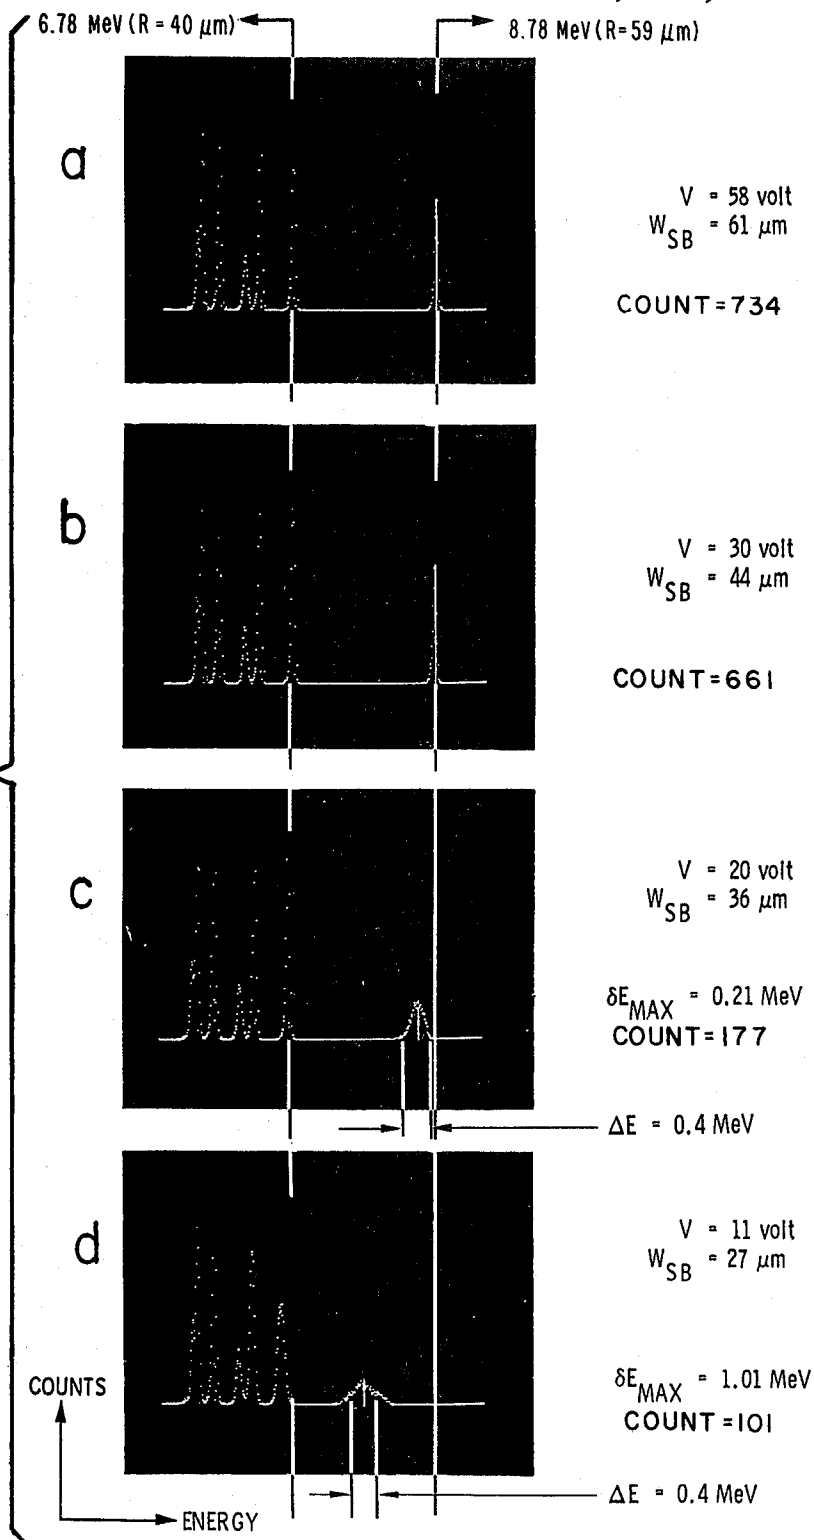 6.78 MeV (R = 40 μm)
8.78 MeV (R=59 μm)
a
V = 58 volt
W_SB = 61 μm
COUNT=734
b
V = 30 volt
W_SB = 44 μm
COUNT=661
c
V = 20 volt
W_SB = 36 μm
δE_MAX = 0.21 MeV
COUNT=177
ΔE = 0.4 MeV
d
V = 11 volt
W_SB = 27 μm
δE_MAX = 1.01 MeV
COUNT=101
COUNTS
ΔE = 0.4 MeV
ENERGY